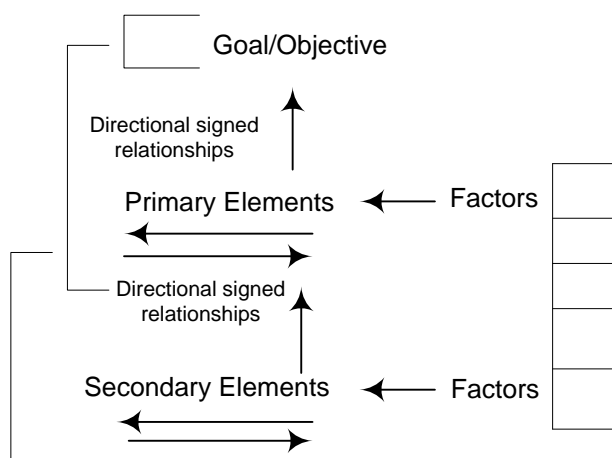 Goal/Objective
Directional signed
relationships
Primary Elements
Factors
Directional signed
relationships
Secondary Elements
Factors